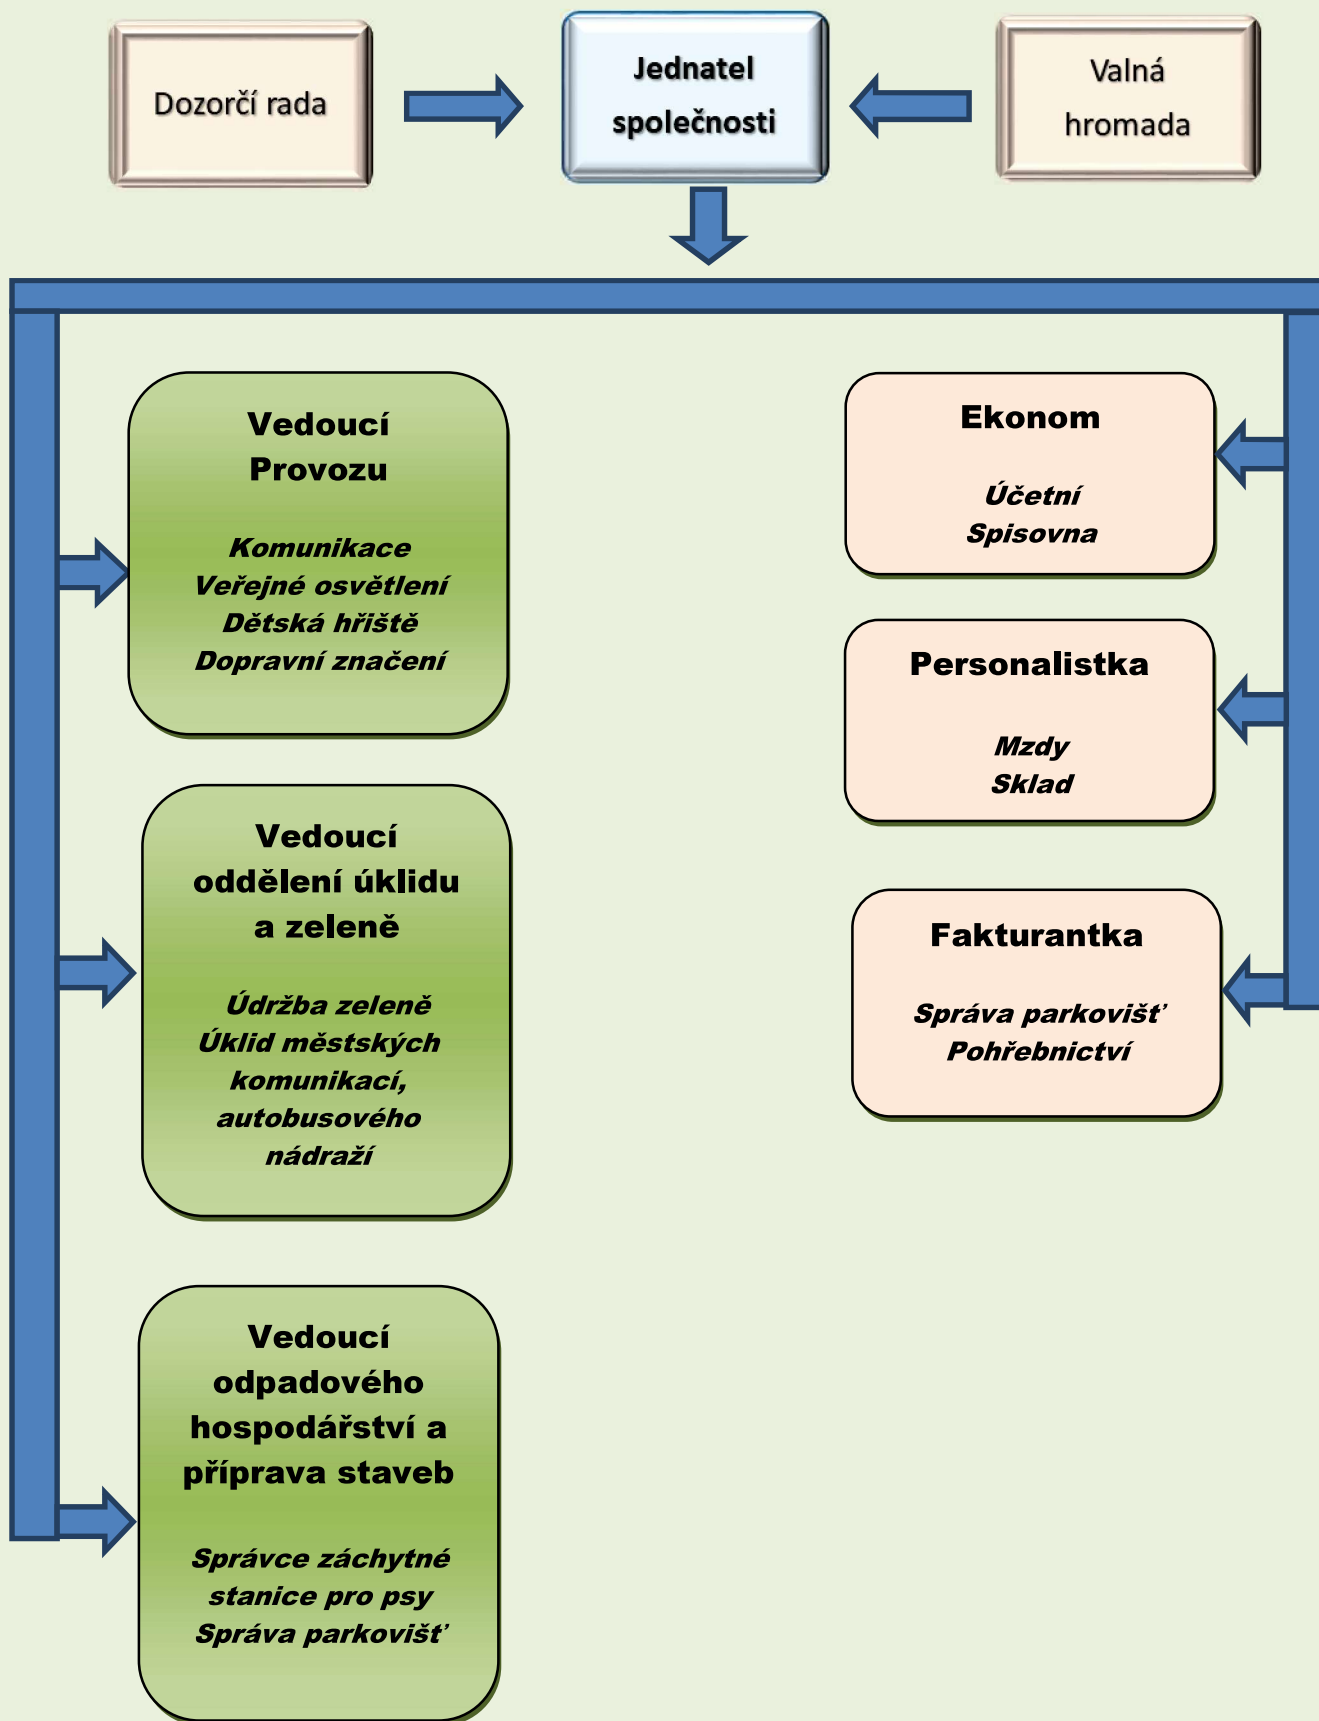 Dozorčí rada
Jednatel
společnosti
Valná
hromada
Vedoucí
Provozu
Komunikace
Veřejné osvětlení
Dětská hřiště
Dopravní značení
Vedoucí
oddělení úklidu
a zeleně
Údržba zeleně
Úklid městských
komunikací,
autobusového
nádraží
Vedoucí
odpadového
hospodářství a
příprava staveb
Správce záchytné
stanice pro psy
Správa parkovišť
Ekonom
Účetní
Spisovna
Personalistka
Mzdy
Sklad
Fakturantka
Správa parkovišť
Pohřebnictví